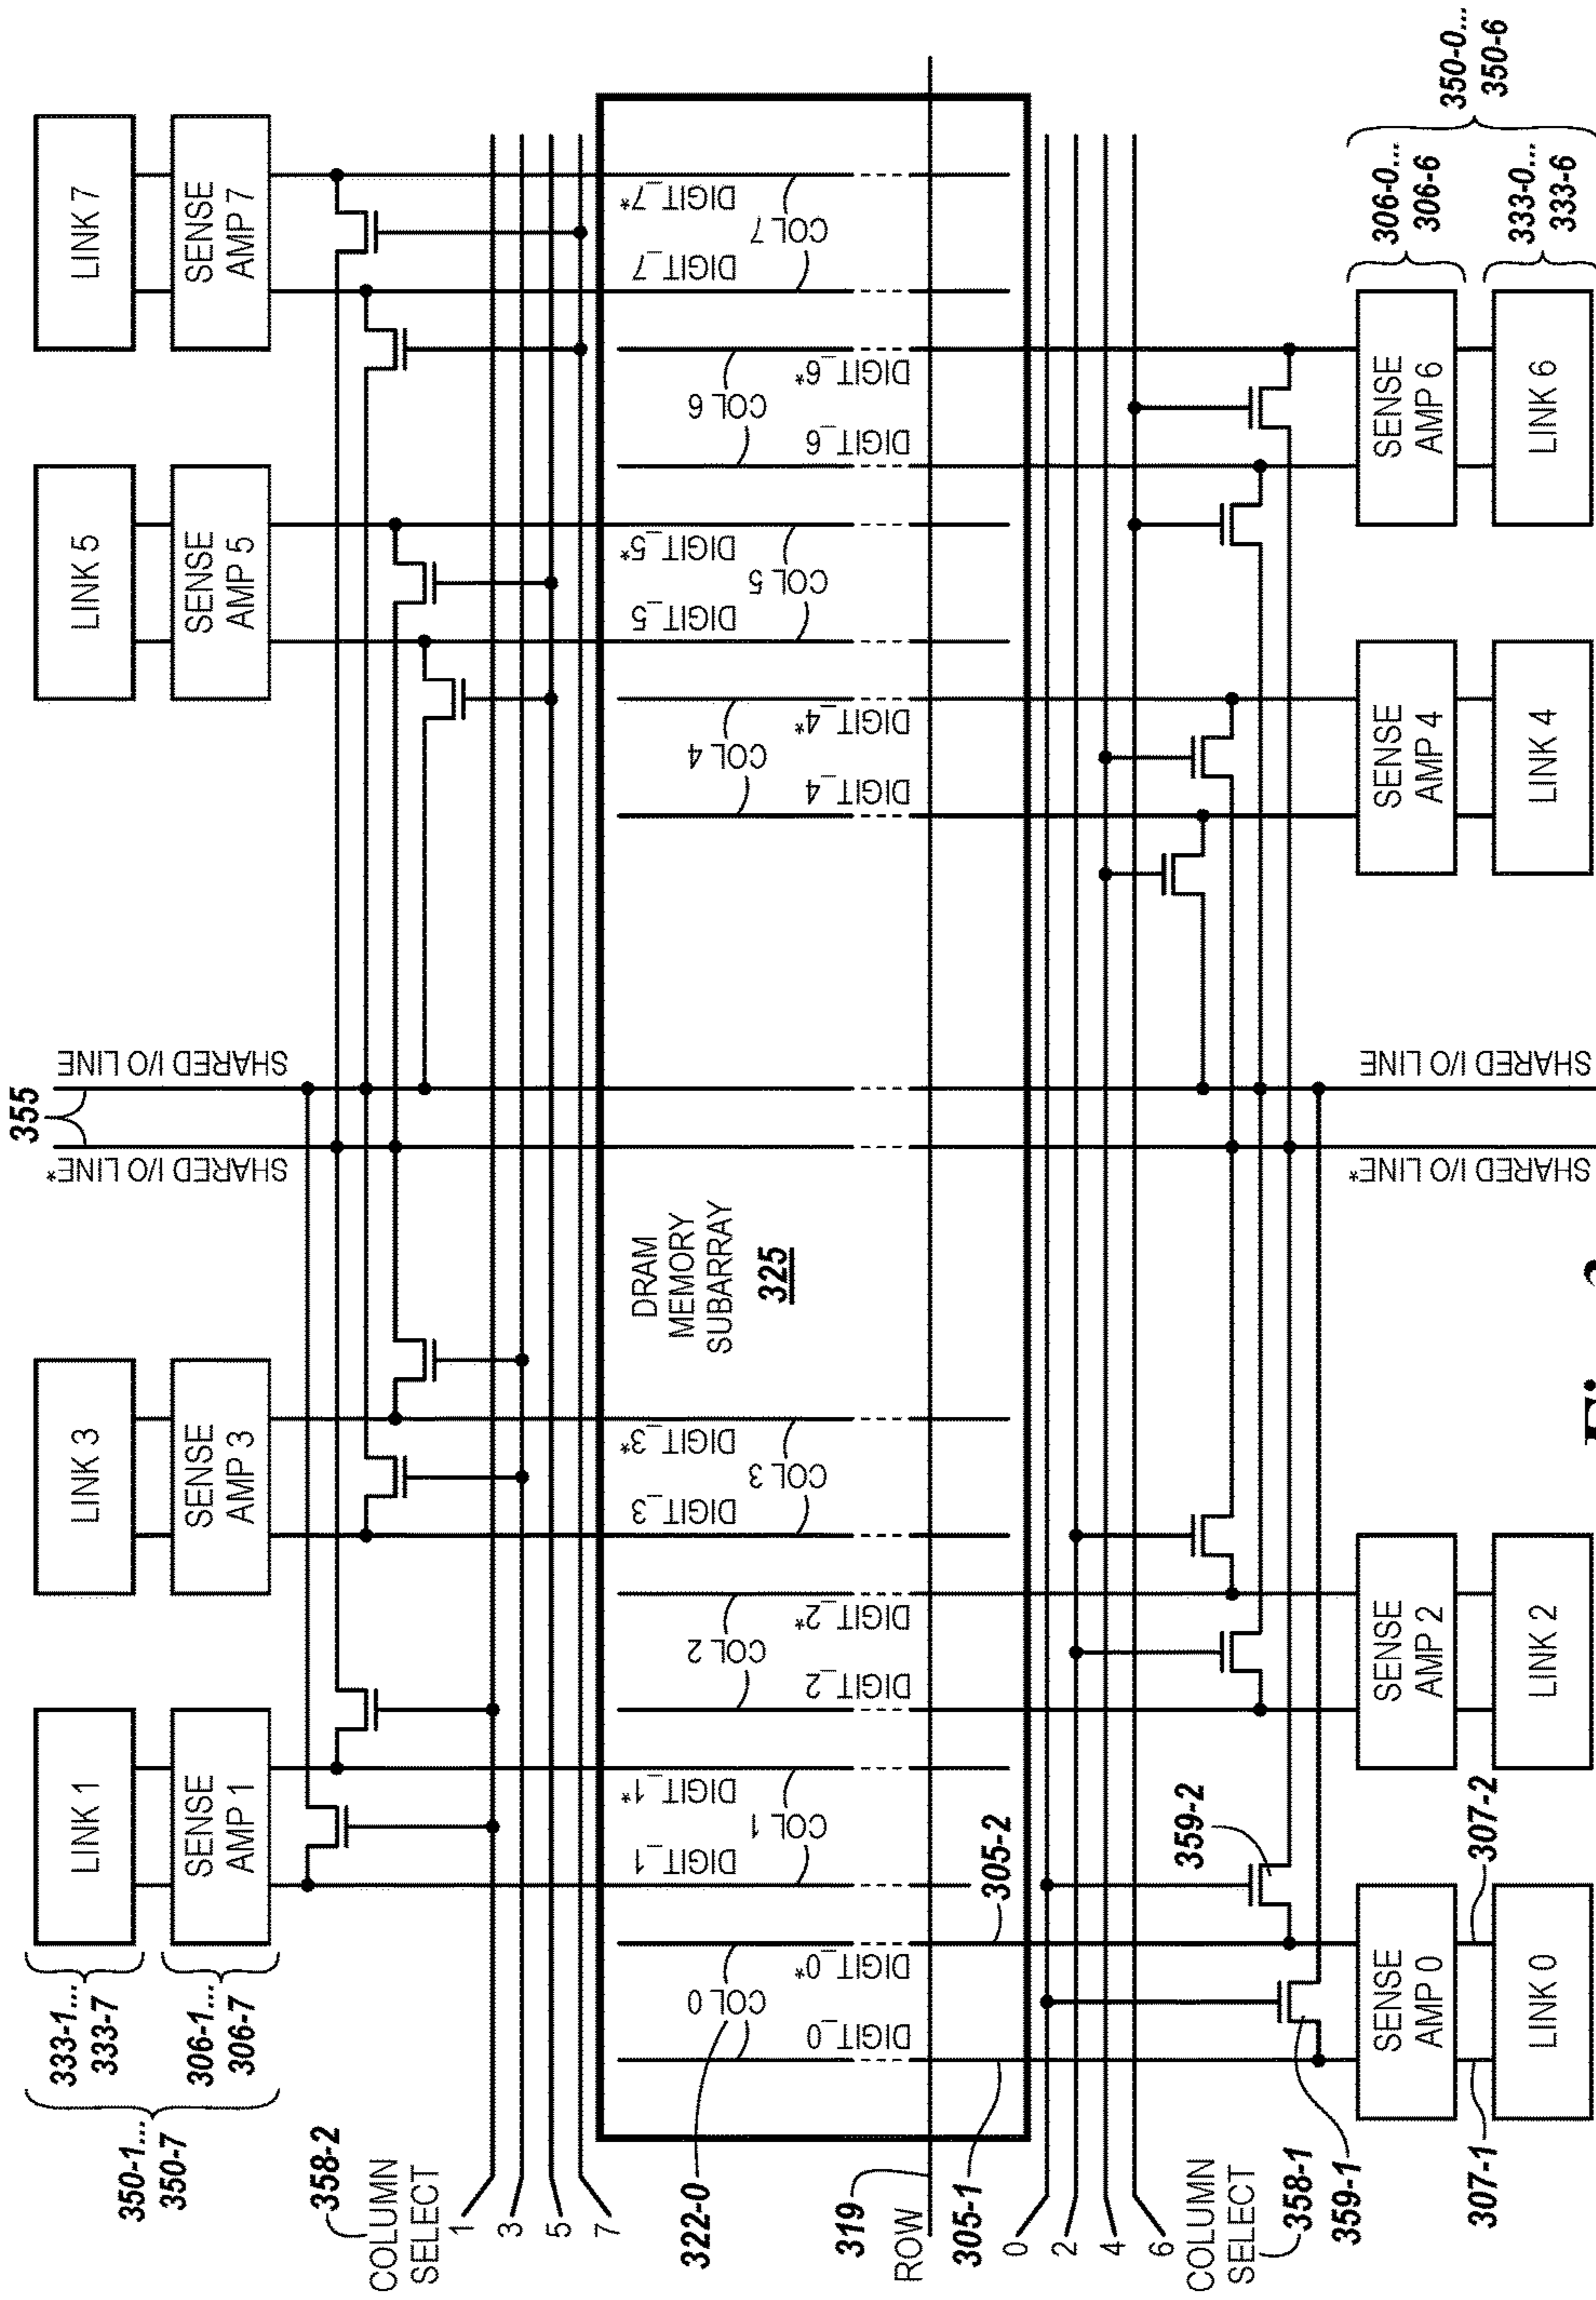 355
350-1...
350-7
333-1...
333-7
306-1...
306-7
LINK 1
LINK 3
LINK 5
LINK 7
SENSE
AMP 1
SENSE
AMP 3
SENSE
AMP 5
SENSE
AMP 7
SHARED I/O LINE*
SHARED I/O LINE
358-2
COLUMN
SELECT
1
3
5
7
DRAM
MEMORY
SUBARRAY
325
DIGIT_1
COL 1
DIGIT_1*
DIGIT_3
COL 3
DIGIT_3*
DIGIT_5
COL 5
DIGIT_5*
DIGIT_7
COL 7
DIGIT_7*
322-0
DIGIT_0
COL 0
DIGIT_0*
DIGIT_2
COL 2
DIGIT_2*
DIGIT_4
COL 4
DIGIT_4*
DIGIT_6
COL 6
DIGIT_6*
319
ROW
305-1
305-2
0
2
4
6
COLUMN
SELECT
358-1
359-1
359-2
SHARED I/O LINE*
SHARED I/O LINE
SENSE
AMP 0
SENSE
AMP 2
SENSE
AMP 4
SENSE
AMP 6
306-0...
306-6
350-0...
350-6
307-1
307-2
LINK 0
LINK 2
LINK 4
LINK 6
333-0...
333-6